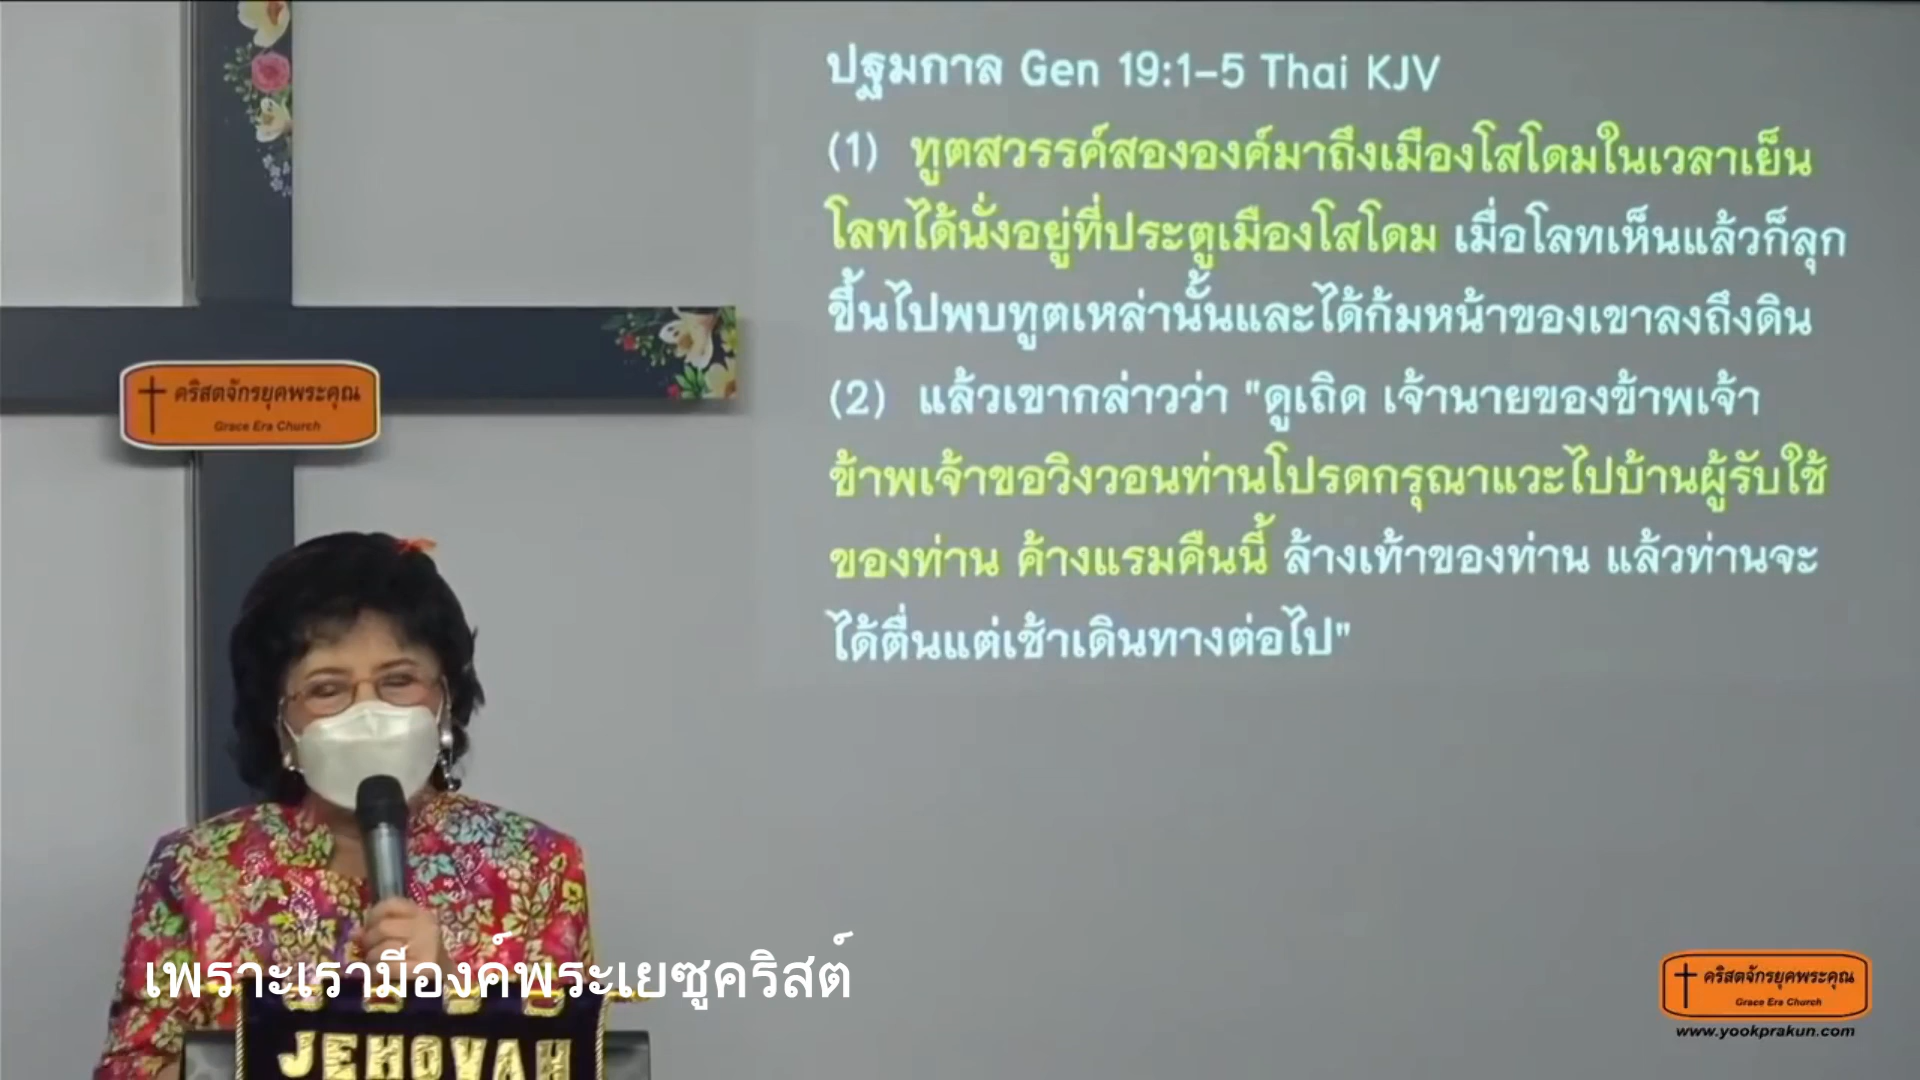 ปฐมกาล Gen 19:1–5 Thai KJV
(1) ทูตสวรรค์สององค์มาถึงเมืองโสโดมในเวลาเย็น
โลทได้นั่งอยู่ที่ประตูเมืองโสโดม เมื่อโลทเห็นแล้วก็ลุก
ขึ้นไปพบทูตเหล่านั้นและได้ก้มหน้าของเขาลงถึงดิน
(2) แล้วเขากล่าวว่า "ดูเถิด เจ้านายของข้าพเจ้า
ข้าพเจ้าขอวิงวอนท่านโปรดกรุณาแวะไปบ้านผู้รับใช้
ของท่าน ค้างแรมคืนนี้ ล้างเท้าของท่าน แล้วท่านจะ
ได้ตื่นแต่เช้าเดินทางต่อไป"
คริสตจักรยุคพระคุณ
Grace Era Church
เพราะเรามีองค์พระเยซูคริสต์
JEHOVAH
คริสตจักรยุคพระคุณ
Grace Era Church
www.yookprakun.com